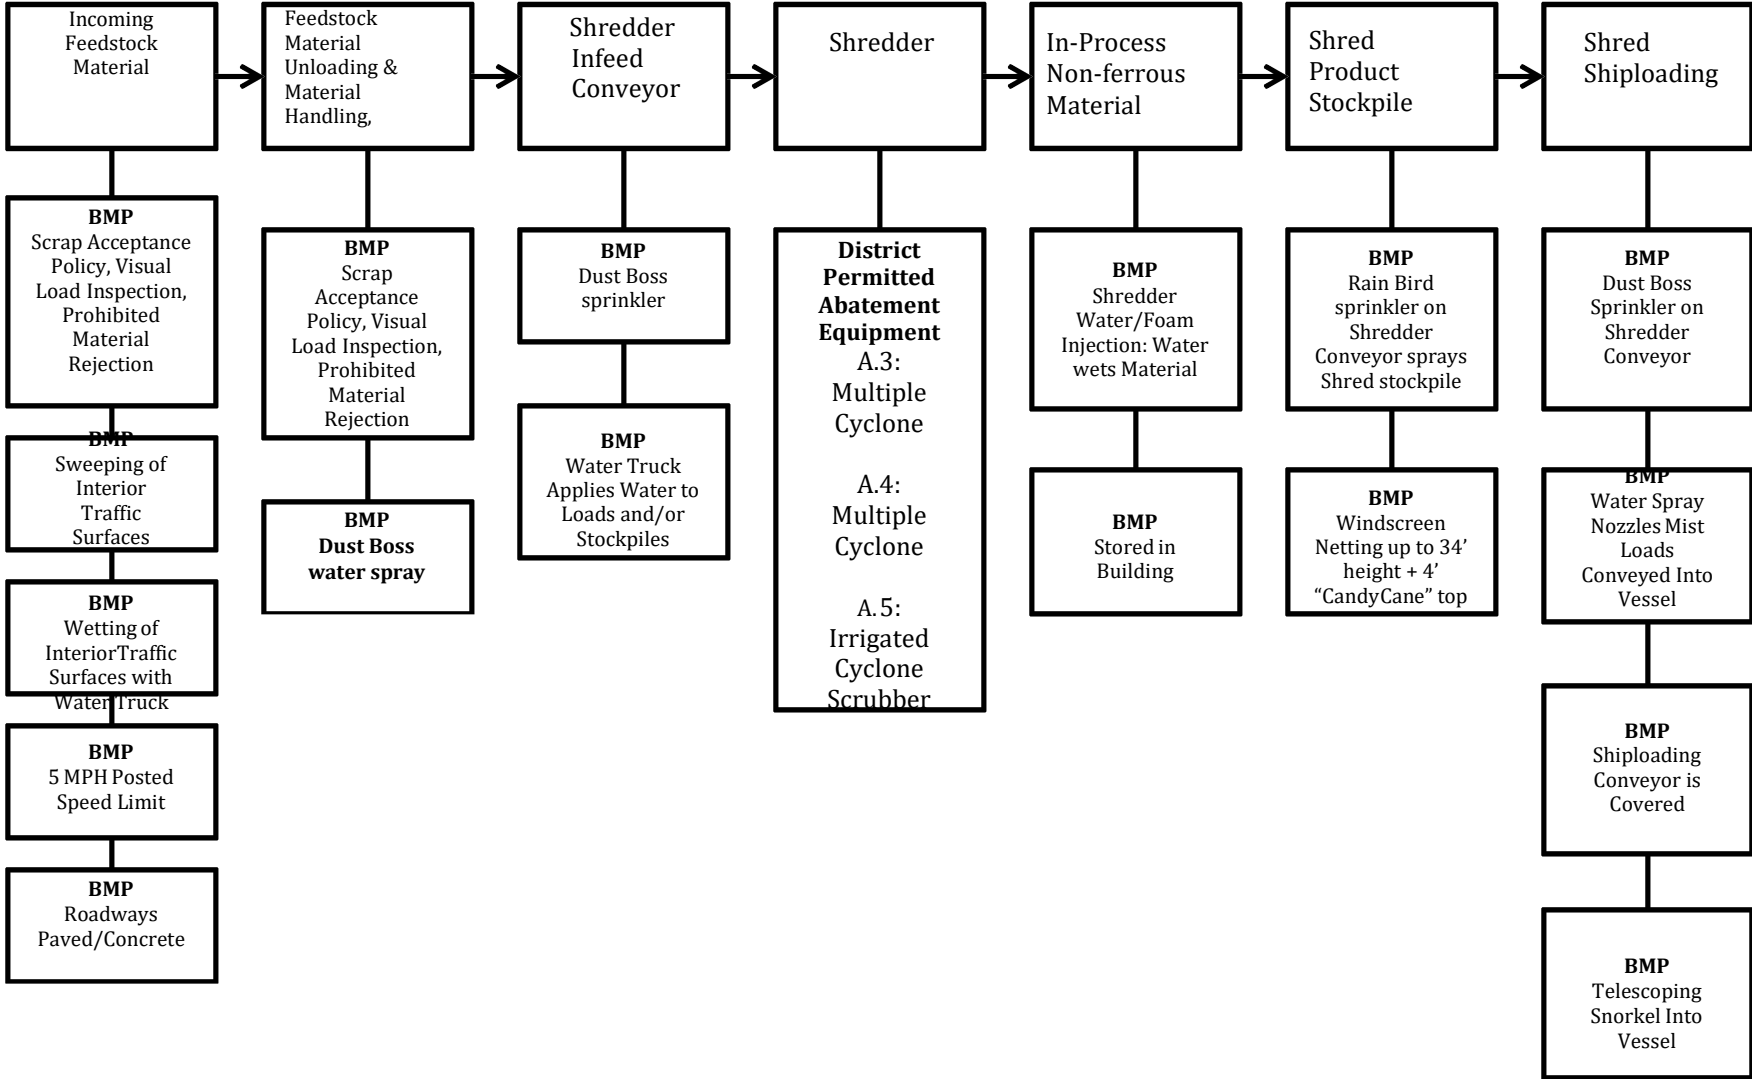 Incoming
Feedstock
Material
Feedstock
Material
Unloading &
Material
Handling,
Shredder
Infeed
Conveyor
Shredder
In-Process
Non-ferrous
Material
Shred
Product
Stockpile
Shred
Shiploading
BMP
Scrap Acceptance
Policy, Visual
Load Inspection,
Prohibited
Material
Rejection
BMP
Sweeping of
Interior
Traffic
Surfaces
BMP
Wetting of
InteriorTraffic
Surfaces with
Water Truck
BMP
5 MPH Posted
Speed Limit
BMP
Roadways
Paved/Concrete
BMP
Scrap
Acceptance
Policy, Visual
Load Inspection,
Prohibited
Material
Rejection
BMP
Dust Boss
water spray
BMP
Dust Boss
sprinkler
BMP
Water Truck
Applies Water to
Loads and/or
Stockpiles
District
Permitted
Abatement
Equipment
A.3:
Multiple
Cyclone
A.4:
Multiple
Cyclone
A.5:
Irrigated
Cyclone
Scrubber
BMP
Shredder
Water/Foam
Injection: Water
wets Material
BMP
Stored in
Building
BMP
Rain Bird
sprinkler on
Shredder
Conveyor sprays
Shred stockpile
BMP
Windscreen
Netting up to 34’
height + 4’
“CandyCane” top
BMP
Dust Boss
Sprinkler on
Shredder
Conveyor
BMP
Water Spray
Nozzles Mist
Loads
Conveyed Into
Vessel
BMP
Shiploading
Conveyor is
Covered
BMP
Telescoping
Snorkel Into
Vessel